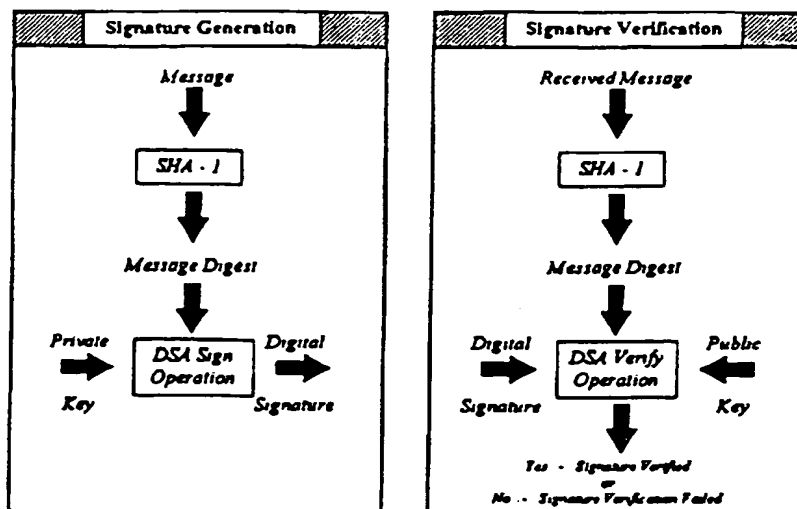 Signature Generation
Message
SHA - 1
Message Digest
Private
Key
DSA Sign
Operation
Digital
Signature
Signature Verification
Received Message
SHA - 1
Message Digest
Digital
Signature
DSA Verify
Operation
Public
Key
Yes - Signature Verified
or
No - Signature Verification Failed